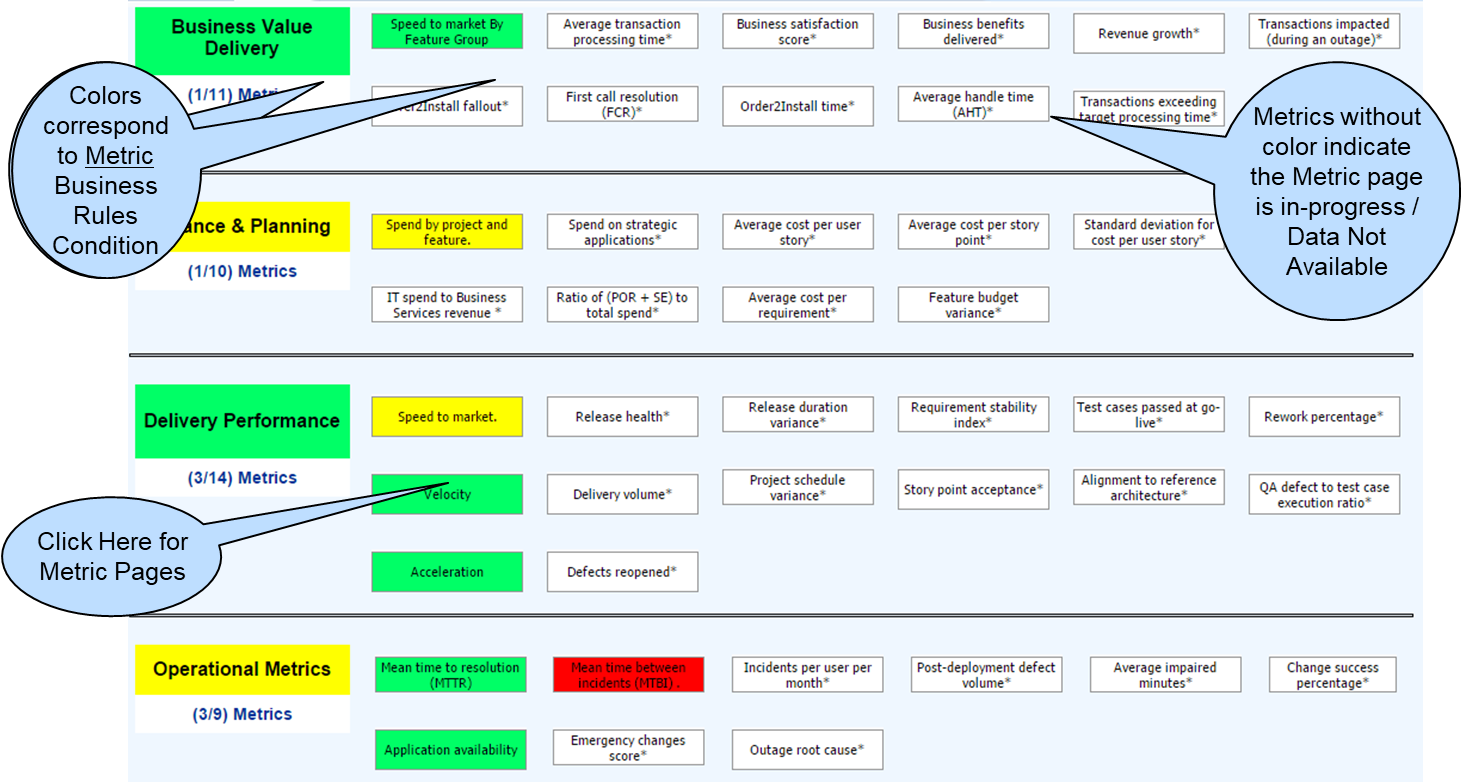 Business Value
Delivery
(1/11)
Speed to market By
Feature Group
Average transaction
processing time*
Business satisfaction
score*
Business benefits
delivered*
Revenue growth*
Transactions impacted
(during an outage)*
fallout*
First call resolution
(FCR)*
Order2Install time*
Average handle time
(AHT)*
Transactions exceeding
target processing time*
Colors
correspond
to Metric
Business
Rules
Condition
Metrics without
color indicate
the Metric page
is in-progress /
Data Not
Available
& Planning
(1/10) Metrics
Spend by project and
feature.
Spend on strategic
applications*
Average cost per user
story*
Average cost per story
point*
Standard deviation for
cost per user story*
IT spend to Business
Services revenue *
Ratio of (POR + SE) to
total spend*
Average cost per
requirement*
Feature budget
variance*
Delivery Performance
(3/14) Metrics
Speed to market.
Release health*
Release duration
variance*
Requirement stability
index*
Test cases passed at go-
live*
Rework percentage*
Velocity
Delivery volume*
Project schedule
variance*
Story point acceptance*
Alignment to reference
architecture*
QA defect to test case
execution ratio*
Acceleration
Defects reopened*
Click Here for
Metric Pages
Operational Metrics
(3/9) Metrics
Mean time to resolution
(MTTR)
Mean time between
incidents (MTBI) .
Incidents per user per
month*
Post-deployment defect
volume*
Average impaired
minutes*
Change success
percentage*
Application availability
Emergency changes
score*
Outage root cause*